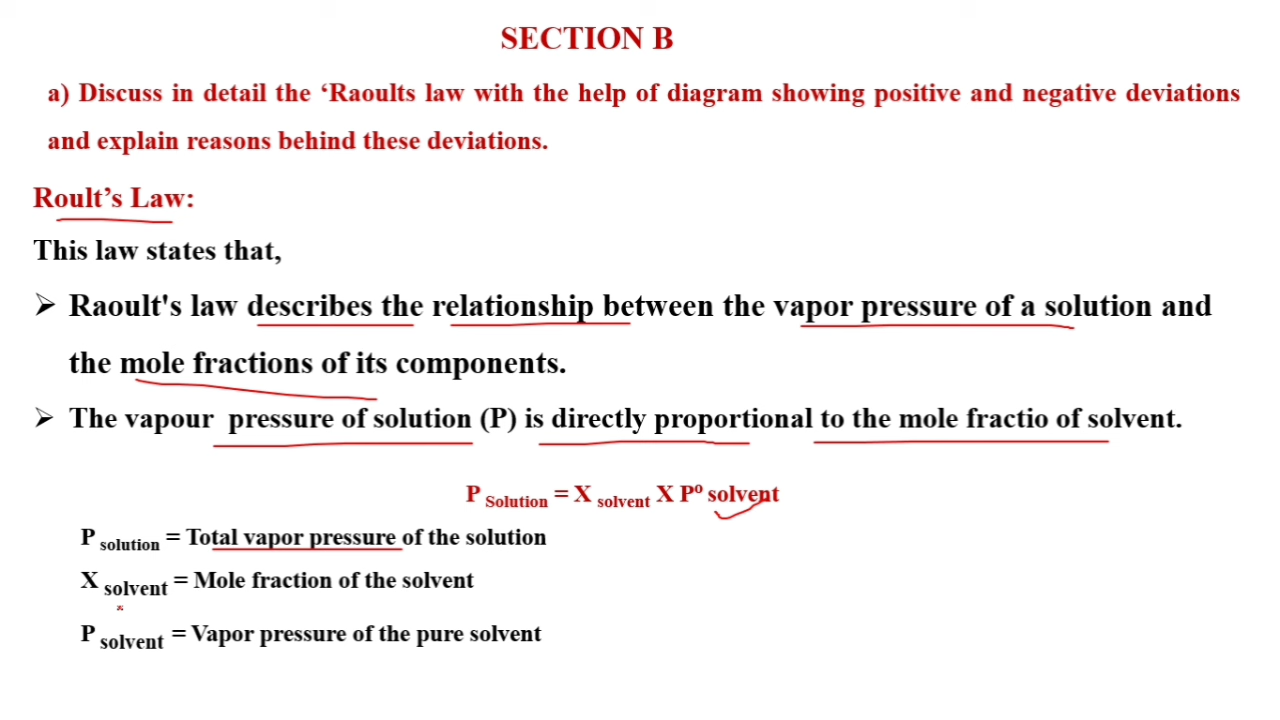 SECTION B
a) Discuss in detail the ‘Raoults law with the help of diagram showing positive and negative deviations
and explain reasons behind these deviations.
Roult’s Law:
This law states that,
➢ Raoult's law describes the relationship between the vapor pressure of a solution and
the mole fractions of its components.
➢ The vapour pressure of solution (P) is directly proportional to the mole fractio of solvent.
P Solution = X solvent X Pº solvent
P solution = Total vapor pressure of the solution
X solvent = Mole fraction of the solvent
P solvent = Vapor pressure of the pure solvent